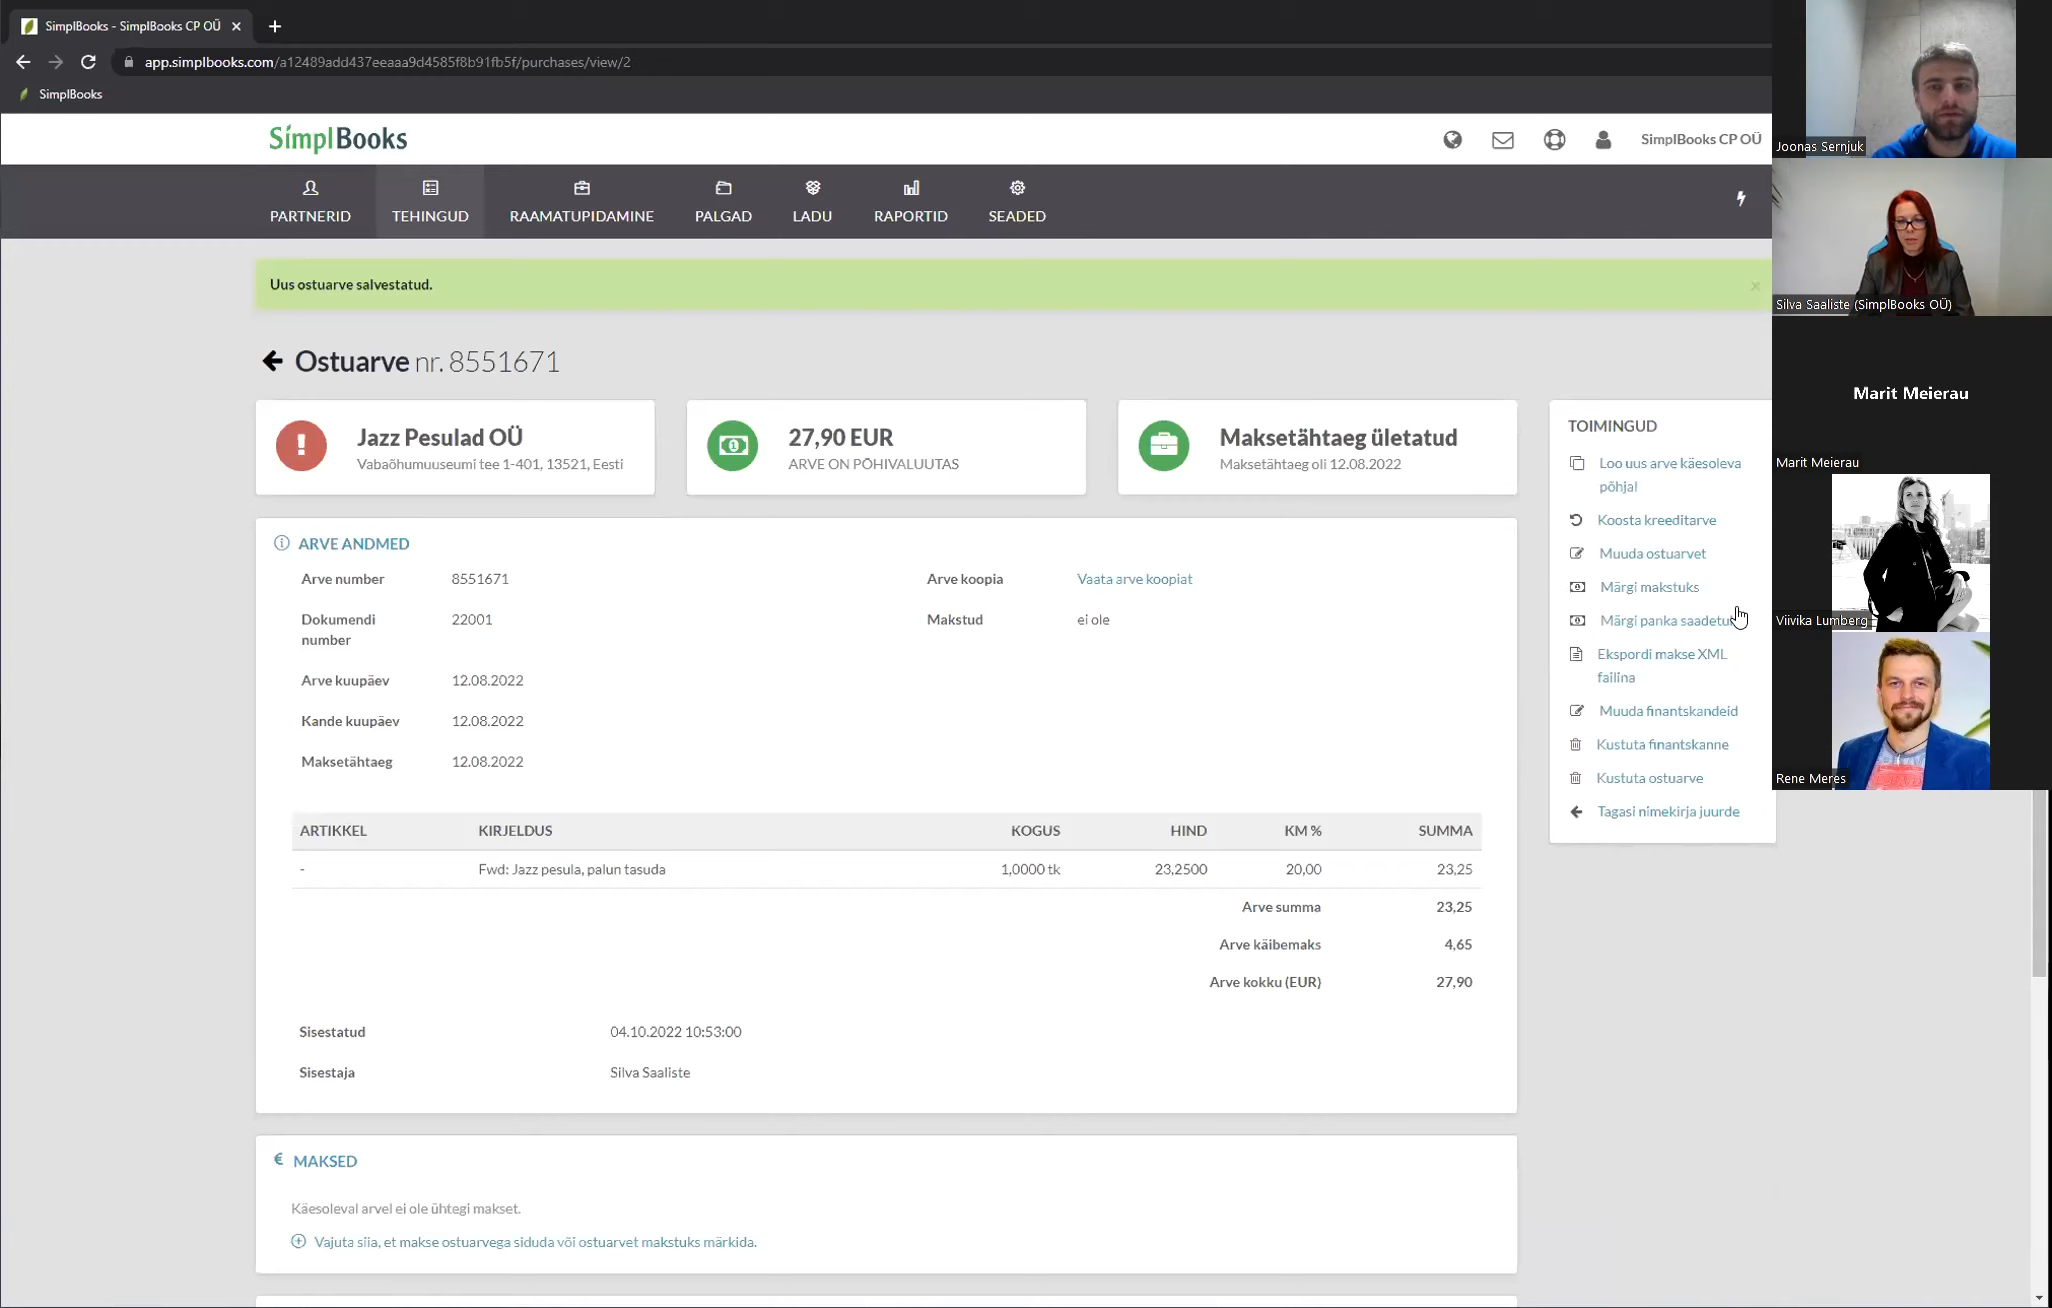 SimplBooks - SimplBooks CP OÜ
app.simplbooks.com/a12489add437eeaaa9d4585f8b91fb5f/purchases/view/2
SimplBooks
SimplBooks
SimplBooks CP OÜ
PARTNERID
TEHINGUD
RAAMATUPIDAMINE
PALGAD
LADU
RAPORTID
SEADED
Uus ostuarve salvestatud.
Ostuarve nr. 8551671
Jazz Pesulad OÜ
Vabaõhumuuseumi tee 1-401, 13521, Eesti
27,90 EUR
ARVE ON PÕHIVALUUTAS
Maksetähtaeg ületatud
Maksetähtaeg oli 12.08.2022
ARVE ANDMED
Arve number 8551671
Arve koopia Vaata arve koopiat
Dokumendi number 22001
Makstud ei ole
Arve kuupäev 12.08.2022
Kande kuupäev 12.08.2022
Maksetähtaeg 12.08.2022
ARTIKKEL KIRJELDUS KOGUS HIND KM % SUMMA
- Fwd: Jazz pesula, palun tasuda 1,0000 tk 23,2500 20,00 23,25
Arve summa 23,25
Arve käibemaks 4,65
Arve kokku (EUR) 27,90
Sisestatud 04.10.2022 10:53:00
Sisestaja Silva Saaliste
MAKSED
Käesoleval arvel ei ole ühtegi makset.
Vajuta siia, et makse ostuarvega siduda või ostuarvet makstuks märkida.
TOIMINGUD
Loo uus arve käesoleva
põhjal
Koosta kreeditarve
Muuda ostuarvet
Märgi makstuks
Märgi panka saadetu
Ekspordi makse XML
failina
Muuda finantskandeid
Kustuta finantskanne
Kustuta ostuarve
Tagasi nimekirja juurde
Joonas Sernjuk
Silva Saaliste (SimplBooks OÜ)
Marit Meierau
Marit Meierau
Viivika Lumberg
Rene Meres